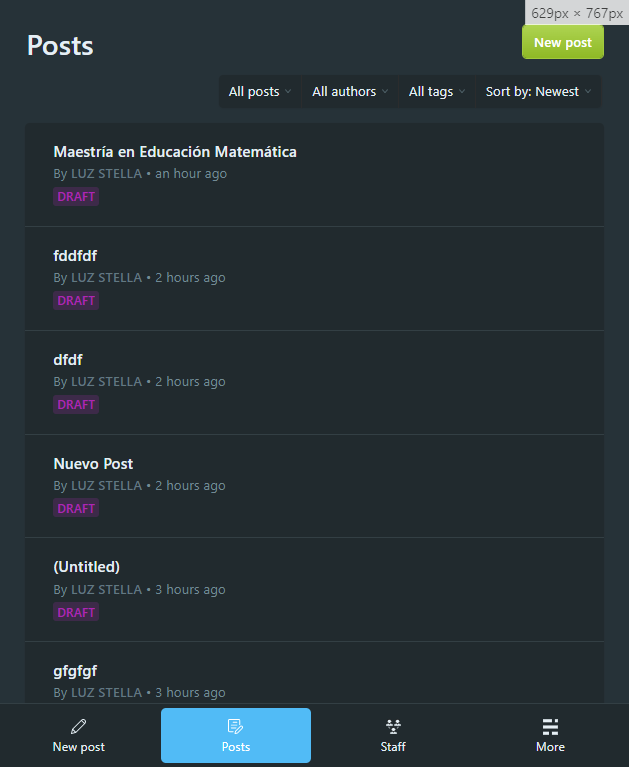 629px × 767px
Posts
New post
All posts All authors All tags Sort by: Newest
Maestría en Educación Matemática
By LUZ STELLA • an hour ago
DRAFT
fddfdf
By LUZ STELLA • 2 hours ago
DRAFT
dfdf
By LUZ STELLA • 2 hours ago
DRAFT
Nuevo Post
By LUZ STELLA • 2 hours ago
DRAFT
(Untitled)
By LUZ STELLA • 3 hours ago
DRAFT
gfgfgf
By LUZ STELLA • 3 hours ago
New post Posts Staff More